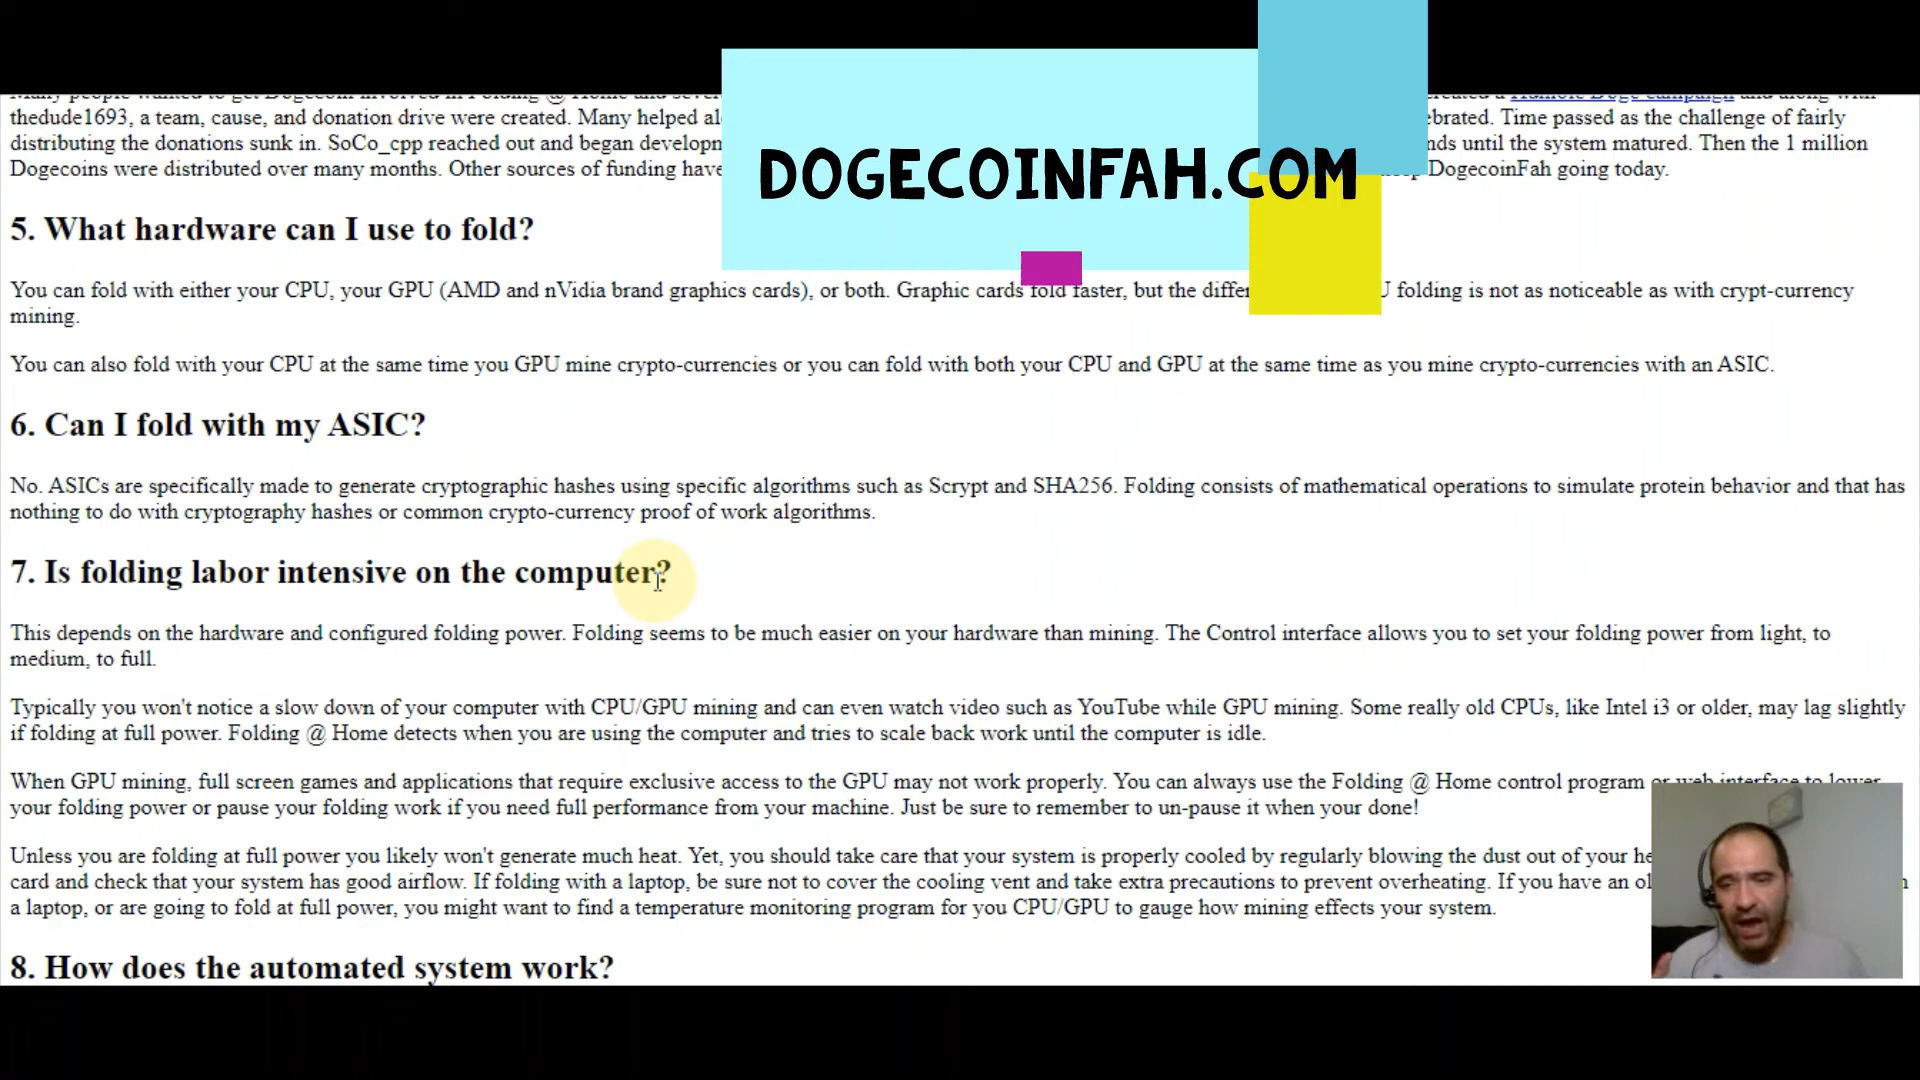 DOGECOINFAH.COM
Many people wanted to get Dogecoin involved in Folding @ Home and Humble Doge campaign and along with
thedude1693, a team, cause, and donation drive were created. Many helped ebrated. Time passed as the challenge of fairly
distributing the donations sunk in. SoCo_cpp reached out and began developm nds until the system matured. Then the 1 million
Dogecoins were distributed over many months. Other sources of funding have DogecoinFah going today.
5. What hardware can I use to fold?
You can fold with either your CPU, your GPU (AMD and nVidia brand graphics cards), or both. Graphic cards fold faster, but the differ U folding is not as noticeable as with crypt-currency
mining.
You can also fold with your CPU at the same time you GPU mine crypto-currencies or you can fold with both your CPU and GPU at the same time as you mine crypto-currencies with an ASIC.
6. Can I fold with my ASIC?
No. ASICs are specifically made to generate cryptographic hashes using specific algorithms such as Scrypt and SHA256. Folding consists of mathematical operations to simulate protein behavior and that has
nothing to do with cryptography hashes or common crypto-currency proof of work algorithms.
7. Is folding labor intensive on the computer?
This depends on the hardware and configured folding power. Folding seems to be much easier on your hardware than mining. The Control interface allows you to set your folding power from light, to
medium, to full.
Typically you won't notice a slow down of your computer with CPU/GPU mining and can even watch video such as YouTube while GPU mining. Some really old CPUs, like Intel i3 or older, may lag slightly
if folding at full power. Folding @ Home detects when you are using the computer and tries to scale back work until the computer is idle.
When GPU mining, full screen games and applications that require exclusive access to the GPU may not work properly. You can always use the Folding @ Home control program or web interface to lower
your folding power or pause your folding work if you need full performance from your machine. Just be sure to remember to un-pause it when your done!
Unless you are folding at full power you likely won't generate much heat. Yet, you should take care that your system is properly cooled by regularly blowing the dust out of your he
card and check that your system has good airflow. If folding with a laptop, be sure not to cover the cooling vent and take extra precautions to prevent overheating. If you have an ol
a laptop, or are going to fold at full power, you might want to find a temperature monitoring program for you CPU/GPU to gauge how mining effects your system.
8. How does the automated system work?